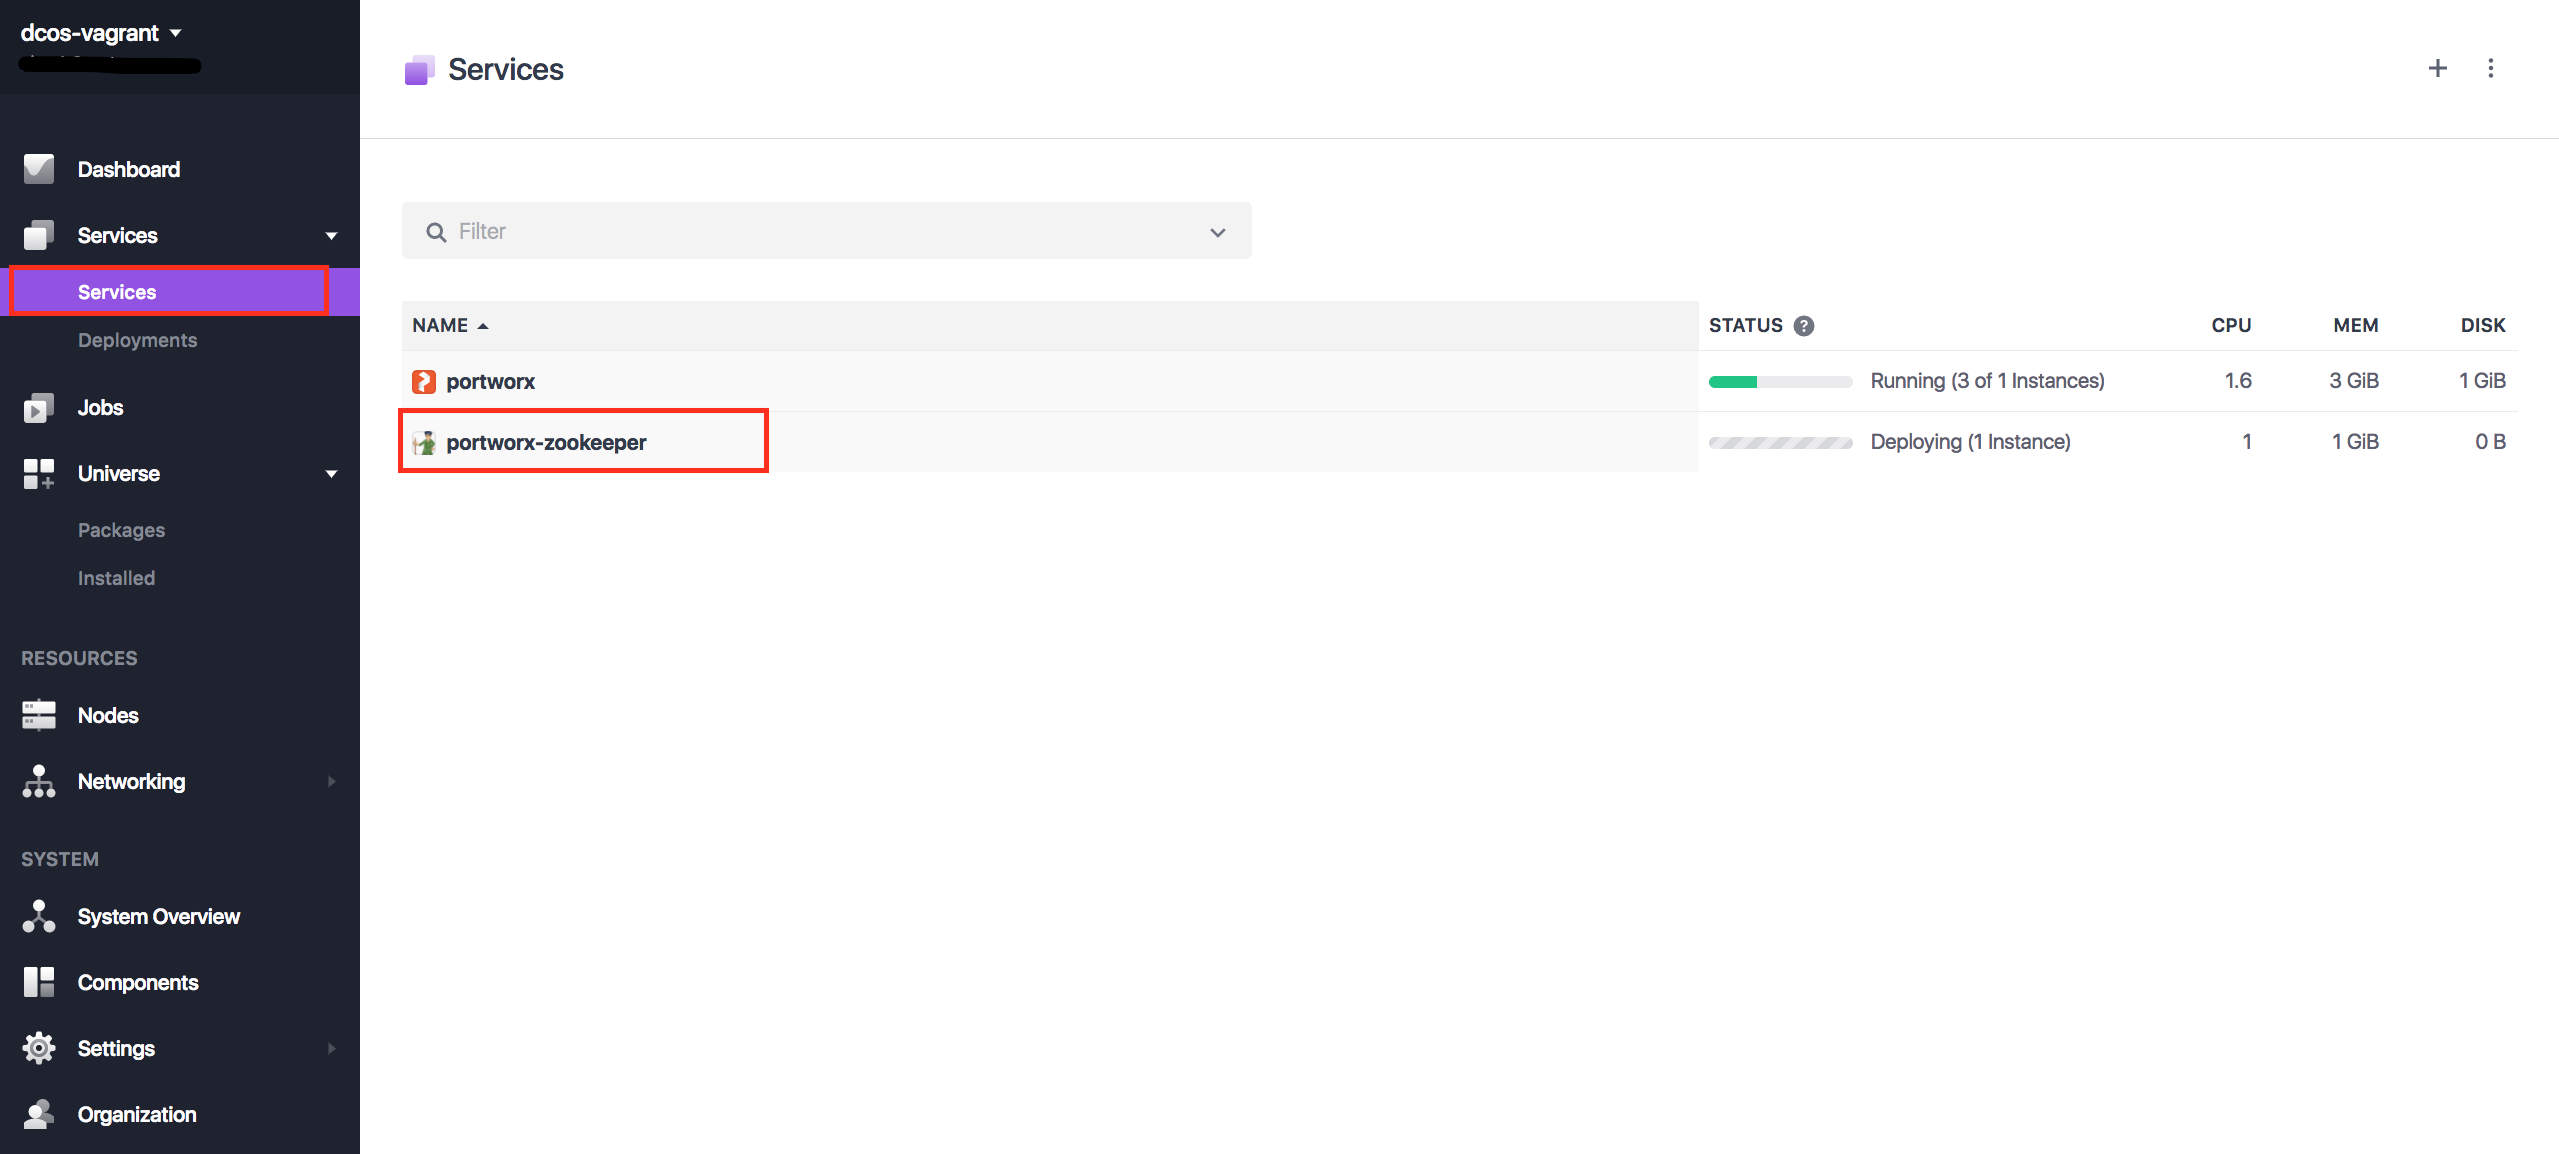 dcos-vagrant
Services
Dashboard
Services
Services
Deployments
Jobs
Universe
Packages
Installed
RESOURCES
Nodes
Networking
SYSTEM
System Overview
Components
Settings
Organization
Filter
NAME STATUS ? CPU MEM DISK
portworx Running (3 of 1 Instances) 1.6 3 GiB 1 GiB
portworx-zookeeper Deploying (1 Instance) 1 1 GiB 0 B